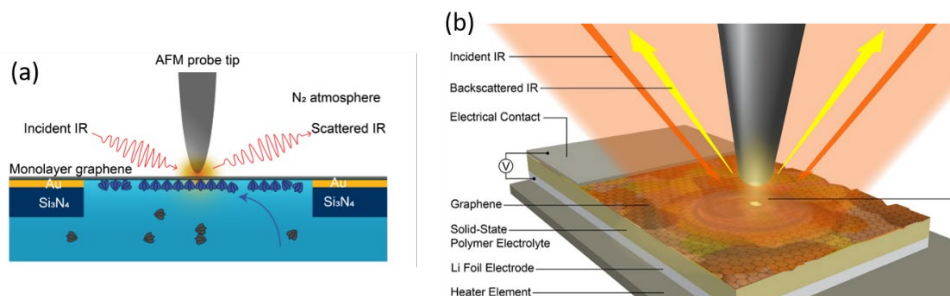 (a)
AFM probe tip
N₂ atmosphere
Incident IR
Scattered IR
Monolayer graphene
Au
Au
Si₃N₄
Si₃N₄
(b)
Incident IR
Backscattered IR
Electrical Contact
V
Graphene
Solid-State
Polymer Electrolyte
Li Foil Electrode
Heater Element